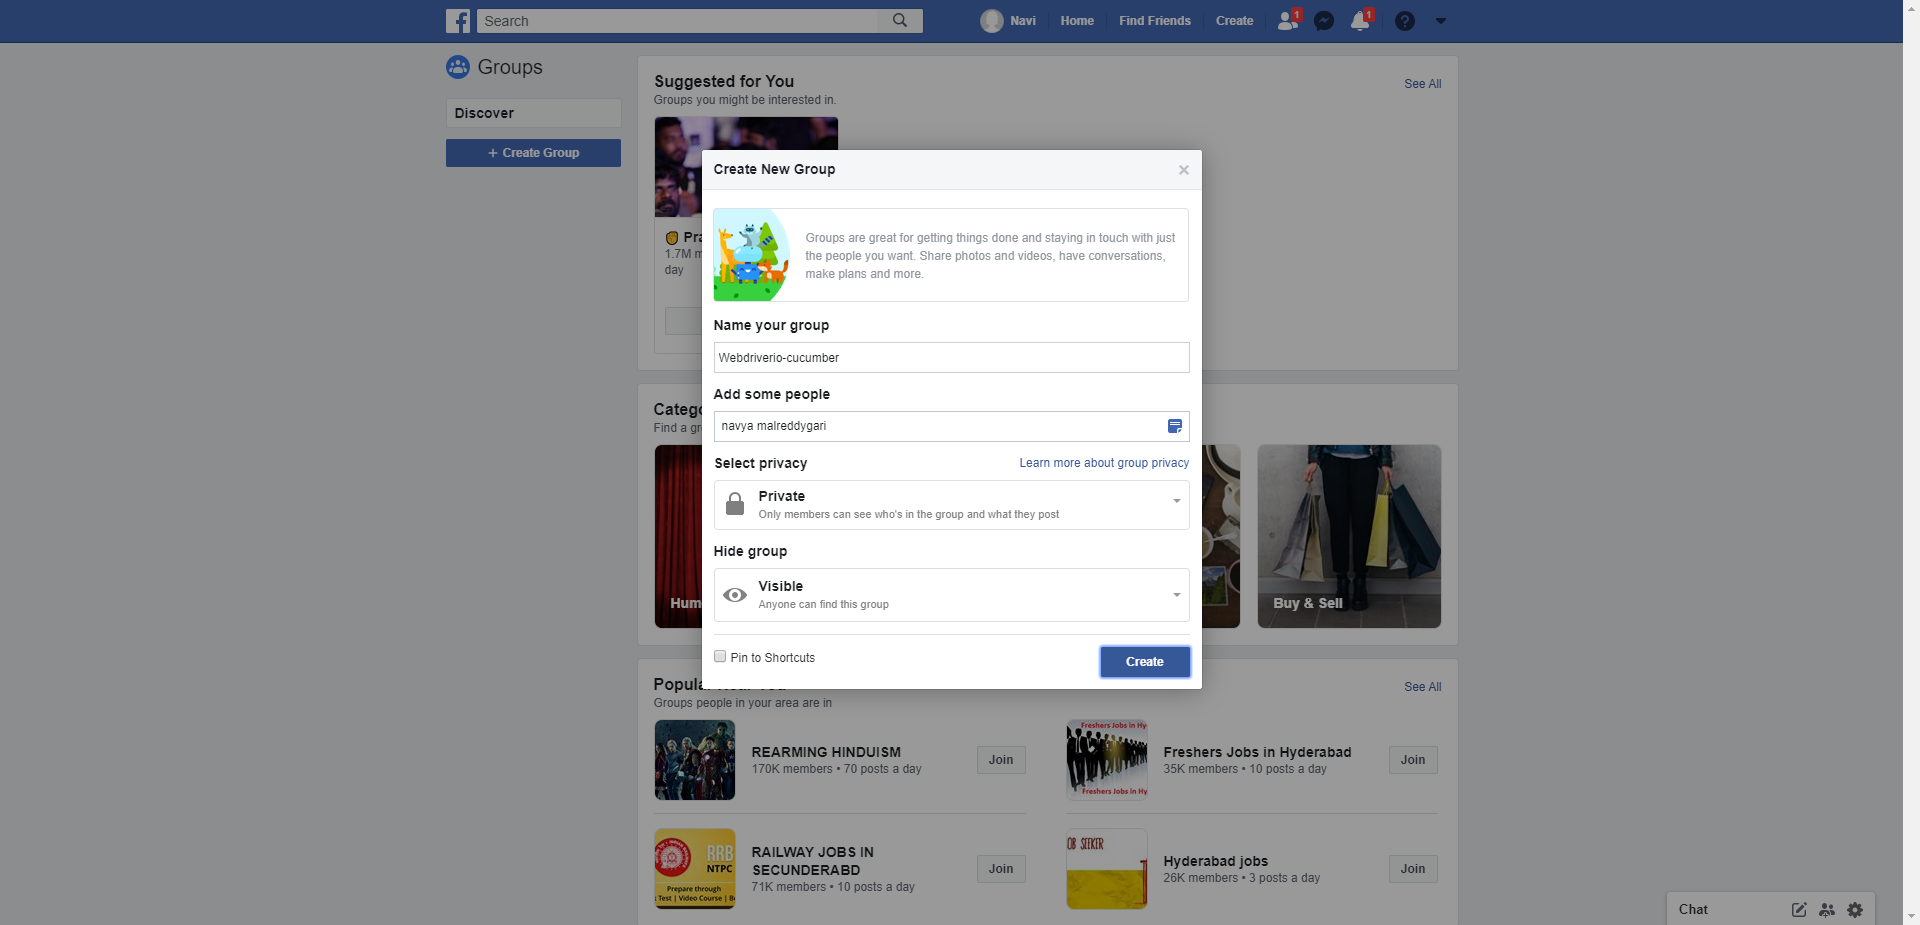 Search
Navi
Home
Find Friends
Create
1
1
Groups
Discover
+ Create Group
Suggested for You
See All
Groups you might be interested in.
1.7M
day
Create New Group
Groups are great for getting things done and staying in touch with just
the people you want. Share photos and videos, have conversations,
make plans and more.
Name your group
Webdriverio-cucumber
Add some people
navya malreddygari
Select privacy
Learn more about group privacy
Private
Only members can see who's in the group and what they post
Hide group
Visible
Anyone can find this group
Pin to Shortcuts
Create
Find a
Buy & Sell
See All
Groups people in your area are in
REARMING HINDUISM
170K members • 70 posts a day
Join
Freshers Jobs in Hy
Freshers Jobs in Hy
Freshers Jobs in Hyderabad
35K members • 10 posts a day
Join
RRB
NTPC
Prepare through
Test | Video Course |
RAILWAY JOBS IN
SECUNDERABD
71K members • 10 posts a day
Join
OB SEEKER
Hyderabad jobs
26K members • 3 posts a day
Join
Chat